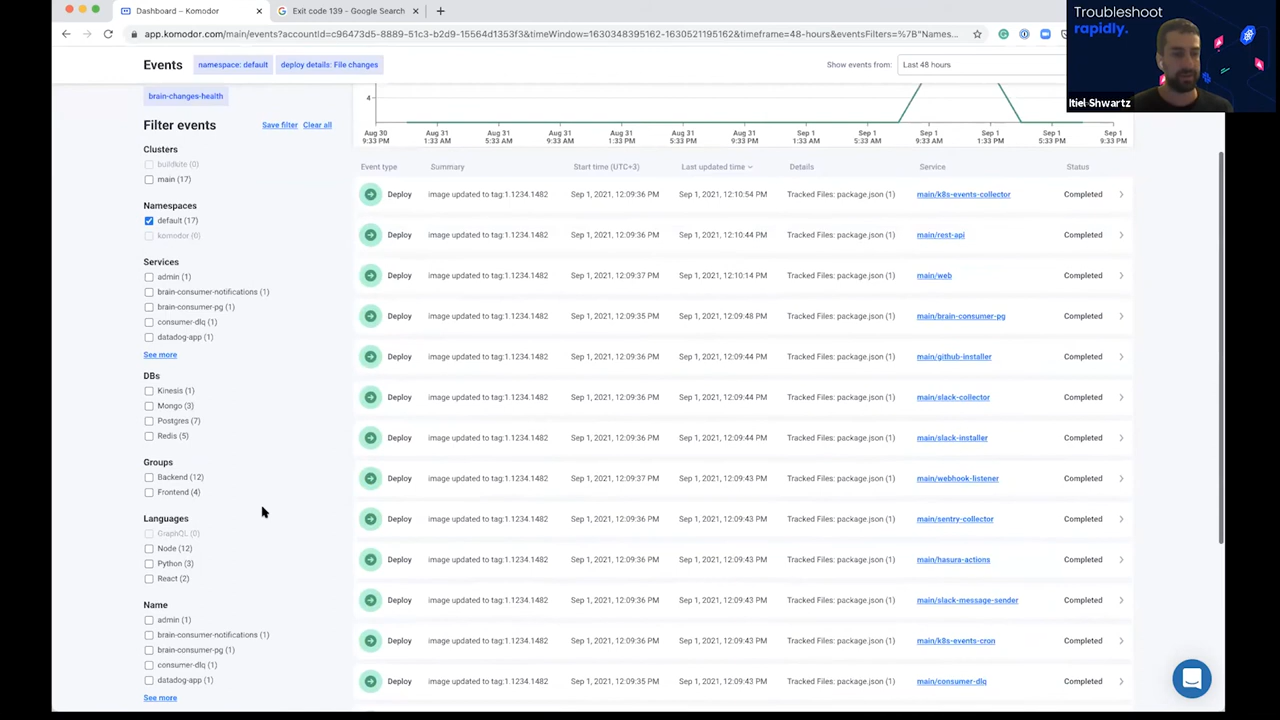 Dashboard - Komodor
Exit code 139 - Google Search
app.komodor.com/main/events?accountId=c96473d5-8889-51c3-b2d9-15564d1353f3&timeWindow=1630348395162-1630521195162&timeframe=48-hours&eventsFilters=%7B"Names...
Troubleshoot
rapidly.
Itiel Shwartz
Events
namespace: default
deploy details: File changes
Show events from:
Last 48 hours
brain-changes-health
Filter events
Save filter
Clear all
Clusters
buildkite (0)
main (17)
Namespaces
default (17)
komodor (0)
Services
admin (1)
brain-consumer-notifications (1)
brain-consumer-pg (1)
consumer-dlq (1)
datadog-app (1)
See more
DBs
Kinesis (1)
Mongo (3)
Postgres (7)
Redis (5)
Groups
Backend (12)
Frontend (4)
Languages
GraphQL (0)
Node (12)
Python (3)
React (2)
Name
admin (1)
brain-consumer-notifications (1)
brain-consumer-pg (1)
consumer-dlq (1)
datadog-app (1)
See more
4
Aug 30 Aug 31 Aug 31 Aug 31 Aug 31 Aug 31 Aug 31 Sep 1 Sep 1 Sep 1 Sep 1 Sep 1 Sep 1
9:33 PM 1:33 AM 5:33 AM 9:33 AM 1:33 PM 5:33 PM 9:33 PM 1:33 AM 5:33 AM 9:33 AM 1:33 PM 5:33 PM 9:33 PM
Event type Summary Start time (UTC+3) Last updated time Details Service Status
Deploy image updated to tag:1.1234.1482 Sep 1, 2021, 12:09:36 PM Sep 1, 2021, 12:10:54 PM Tracked Files: package.json (1) main/k8s-events-collector Completed
Deploy image updated to tag:1.1234.1482 Sep 1, 2021, 12:09:36 PM Sep 1, 2021, 12:10:44 PM Tracked Files: package.json (1) main/rest-api Completed
Deploy image updated to tag:1.1234.1482 Sep 1, 2021, 12:09:37 PM Sep 1, 2021, 12:10:14 PM Tracked Files: package.json (1) main/web Completed
Deploy image updated to tag:1.1234.1482 Sep 1, 2021, 12:09:35 PM Sep 1, 2021, 12:09:48 PM Tracked Files: package.json (1) main/brain-consumer-pg Completed
Deploy image updated to tag:1.1234.1482 Sep 1, 2021, 12:09:36 PM Sep 1, 2021, 12:09:44 PM Tracked Files: package.json (1) main/github-installer Completed
Deploy image updated to tag:1.1234.1482 Sep 1, 2021, 12:09:36 PM Sep 1, 2021, 12:09:44 PM Tracked Files: package.json (1) main/slack-collector Completed
Deploy image updated to tag:1.1234.1482 Sep 1, 2021, 12:09:36 PM Sep 1, 2021, 12:09:44 PM Tracked Files: package.json (1) main/slack-installer Completed
Deploy image updated to tag:1.1234.1482 Sep 1, 2021, 12:09:37 PM Sep 1, 2021, 12:09:44 PM Tracked Files: package.json (1) main/webhook-listener Completed
Deploy image updated to tag:1.1234.1482 Sep 1, 2021, 12:09:36 PM Sep 1, 2021, 12:09:43 PM Tracked Files: package.json (1) main/sentry-collector Completed
Deploy image updated to tag:1.1234.1482 Sep 1, 2021, 12:09:36 PM Sep 1, 2021, 12:09:43 PM Tracked Files: package.json (1) main/hasura-actions Completed
Deploy image updated to tag:1.1234.1482 Sep 1, 2021, 12:09:36 PM Sep 1, 2021, 12:09:43 PM Tracked Files: package.json (1) main/slack-message-sender Completed
Deploy image updated to tag:1.1234.1482 Sep 1, 2021, 12:09:36 PM Sep 1, 2021, 12:09:43 PM Tracked Files: package.json (1) main/k8s-events-cron Completed
Deploy image updated to tag:1.1234.1482 Sep 1, 2021, 12:09:35 PM Sep 1, 2021, 12:09:43 PM Tracked Files: package.json (1) main/consumer-dlq Completed